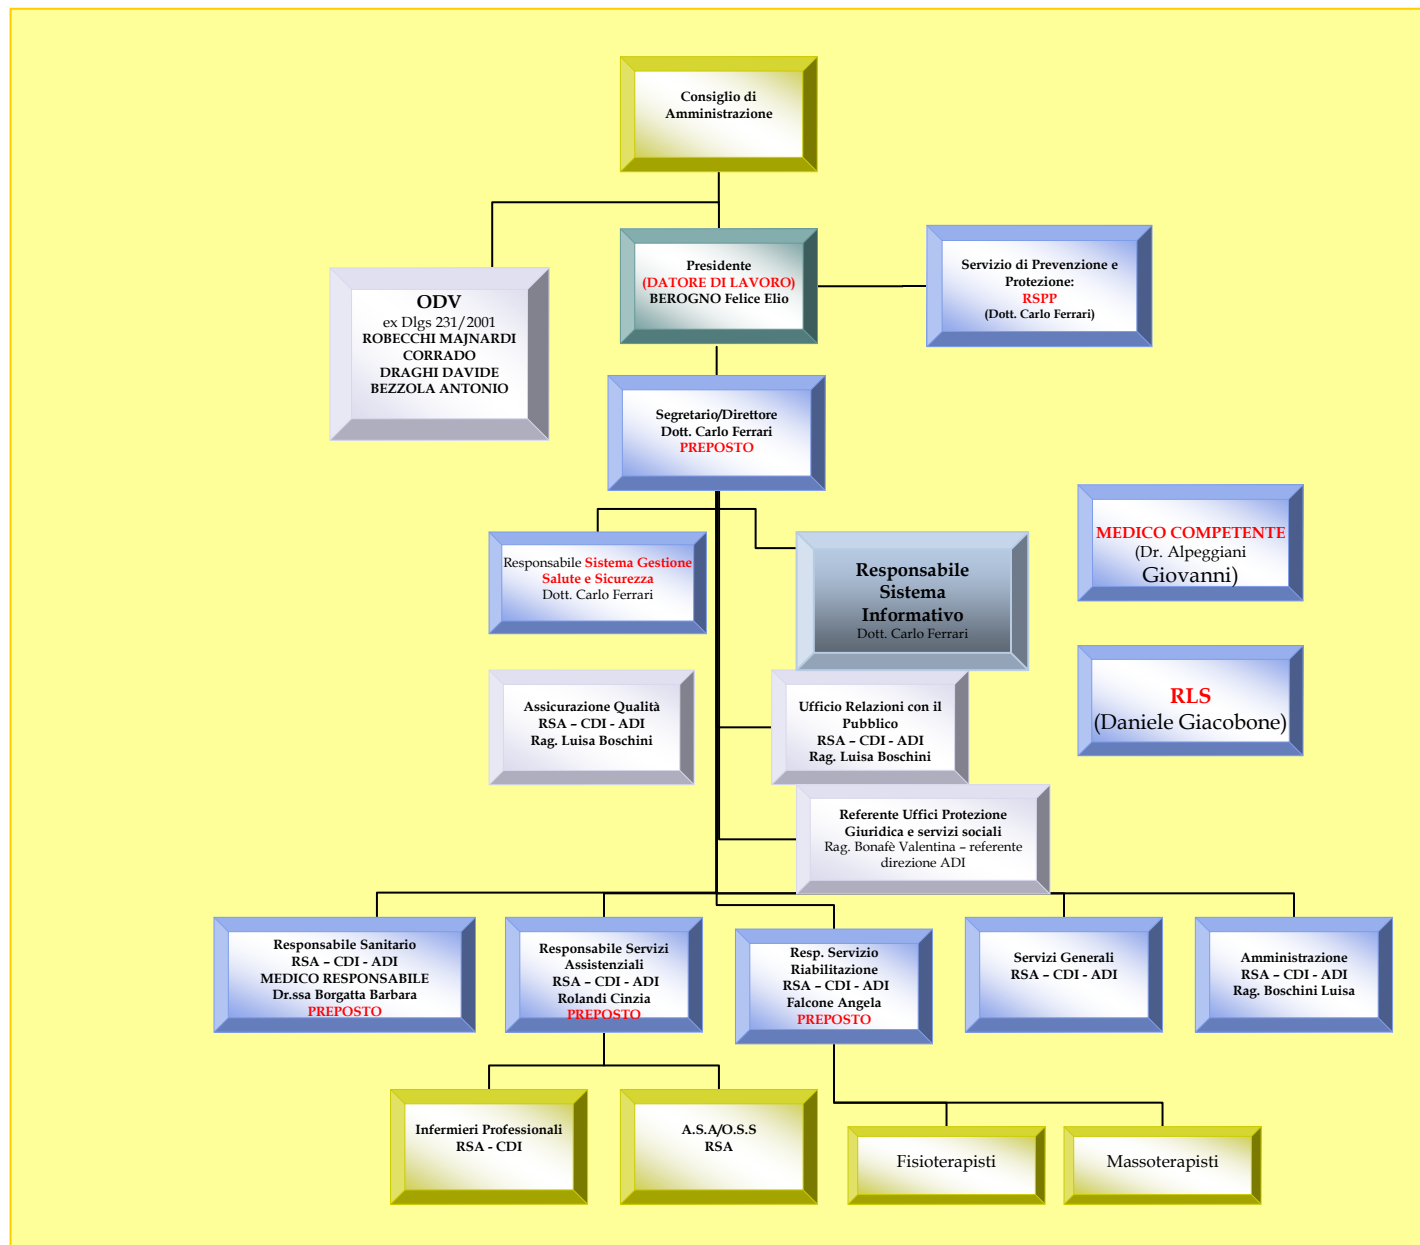 Consiglio di
Amministrazione
Presidente
(DATORE DI LAVORO)
BEROGNO Felice Elio
Servizio di Prevenzione e
Protezione:
RSPP
(Dott. Carlo Ferrari)
ODV
ex Dlgs 231/2001
ROBECCHI MAJNARDI
CORRADO
DRAGHI DAVIDE
BEZZOLA ANTONIO
Segretario/Direttore
Dott. Carlo Ferrari
PREPOSTO
Responsabile Sistema Gestione
Salute e Sicurezza
Dott. Carlo Ferrari
Responsabile
Sistema
Informativo
Dott. Carlo Ferrari
MEDICO COMPETENTE
(Dr. Alpeggiani
Giovanni)
RLS
(Daniele Giacobone)
Assicurazione Qualità
RSA – CDI - ADI
Rag. Luisa Boschini
Ufficio Relazioni con il
Pubblico
RSA – CDI - ADI
Rag. Luisa Boschini
Referente Uffici Protezione
Giuridica e servizi sociali
Rag. Bonafè Valentina – referente
direzione ADI
Responsabile Sanitario
RSA – CDI - ADI
MEDICO RESPONSABILE
Dr.ssa Borgatta Barbara
PREPOSTO
Responsabile Servizi
Assistenziali
RSA – CDI - ADI
Rolandi Cinzia
PREPOSTO
Resp. Servizio
Riabilitazione
RSA – CDI - ADI
Falcone Angela
PREPOSTO
Servizi Generali
RSA – CDI - ADI
Amministrazione
RSA – CDI - ADI
Rag. Boschini Luisa
Infermieri Professionali
RSA - CDI
A.S.A/O.S.S
RSA
Fisioterapisti
Massoterapisti